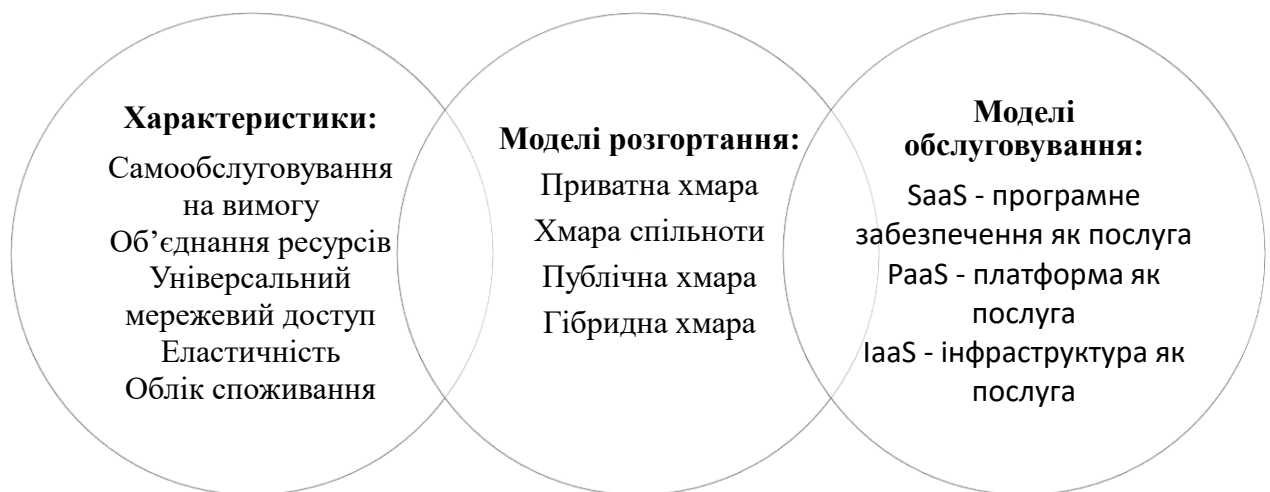 Характеристики:
Самообслуговування
на вимогу
Об’єднання ресурсів
Універсальний
мережевий доступ
Еластичність
Облік споживання
Моделі розгортання:
Приватна хмара
Хмара спільноти
Публічна хмара
Гібридна хмара
Моделі
обслуговування:
SaaS - програмне
забезпечення як послуга
PaaS - платформа як
послуга
IaaS - інфраструктура як
послуга